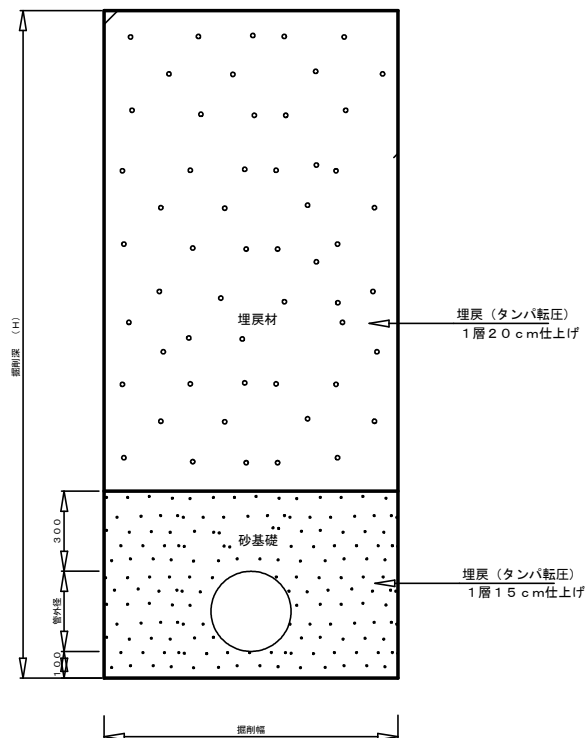 掘削深 （Ｈ）
埋戻材
埋戻（タンパ転圧）
１層２０ｃｍ仕上げ
３００
砂基礎
管外径
埋戻（タンパ転圧）
１層１５ｃｍ仕上げ
１００
掘削幅